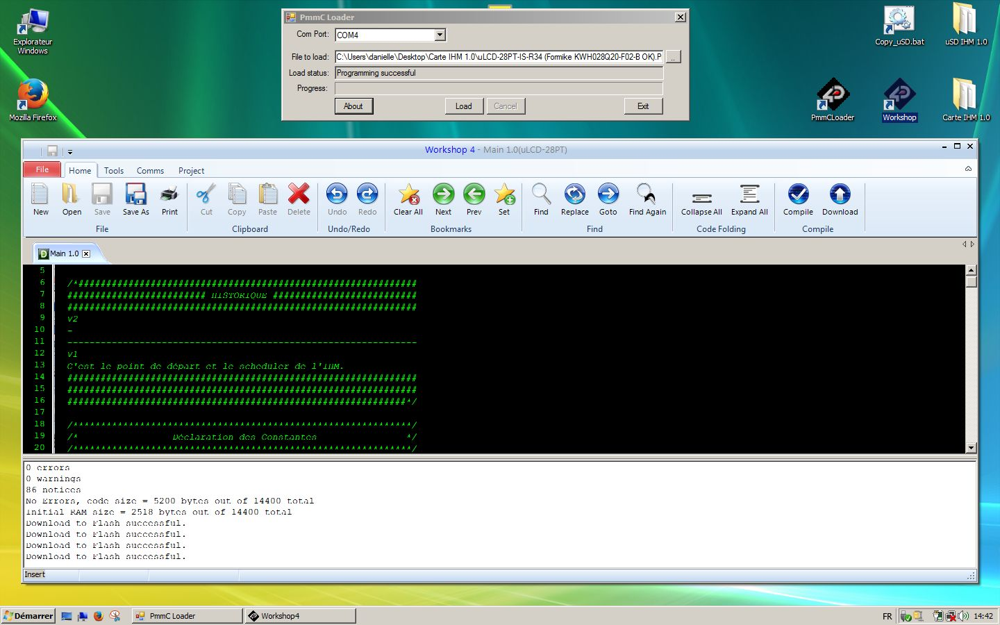 Explorateur
Windows
Mozilla Firefox
PmmC Loader
Com Port:
COM4
File to load:
C:\Users\danielle\Desktop\Carte IHM 1.0\uLCD-28PT-IS-R34 (Formike KWH028Q20-F02-B OK).P
..
Load status:
Programming successful
Progress:
About
Load
Cancel
Exit
Copy_uSD.bat
uSD IHM 1.0
PmmCLoader
Workshop
Carte IHM 1.0
Workshop 4 - Main 1.0(uLCD-28PT)
File
Home
Tools
Comms
Project
New
Open
Save
Save As
Print
Cut
Copy
Paste
Delete
Undo
Redo
Clear All
Next
Prev
Set
Find
Replace
Goto
Find Again
Collapse All
Expand All
Compile
Download
File
Clipboard
Undo/Redo
Bookmarks
Find
Code Folding
Compile
Main 1.0
5
6 /*#############################################################
7 ######################### HISTORIQUE ##########################
8 ###############################################################
9 v2
10 -
11 ---------------------------------------------------------------
12 v1
13 C'est le point de départ et le scheduler de l'IHM.
14 ###############################################################
15 ###############################################################
16 #############################################################*/
17
18 /*************************************************************/
19 /* Déclaration des Constantes */
20 /*************************************************************/
0 errors
0 warnings
86 notices
No Errors, code size = 5200 bytes out of 14400 total
Initial RAM size = 2518 bytes out of 14400 total
Download to Flash successful.
Download to Flash successful.
Download to Flash successful.
Download to Flash successful.
Insert
Démarrer
PmmC Loader
Workshop4
FR
14:42